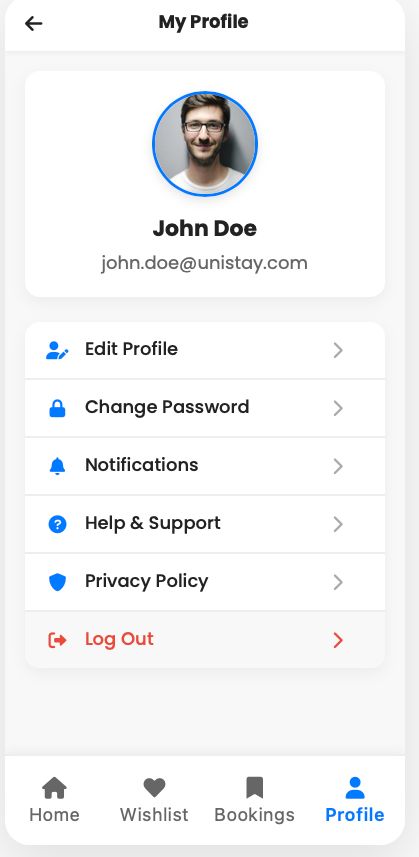 My Profile
John Doe
john.doe@unistay.com
Edit Profile
Change Password
Notifications
Help & Support
Privacy Policy
Log Out
Home Wishlist Bookings Profile